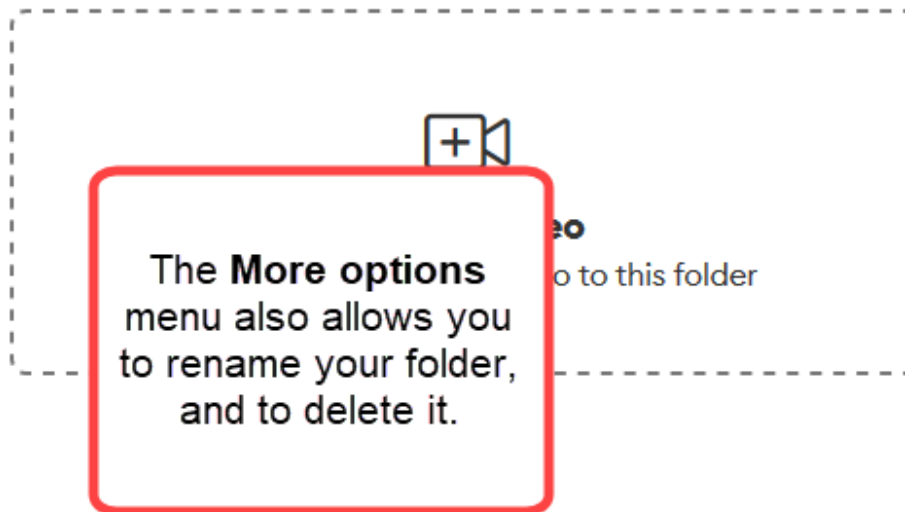 eo
o to this folder
The More options
menu also allows you
to rename your folder,
and to delete it.